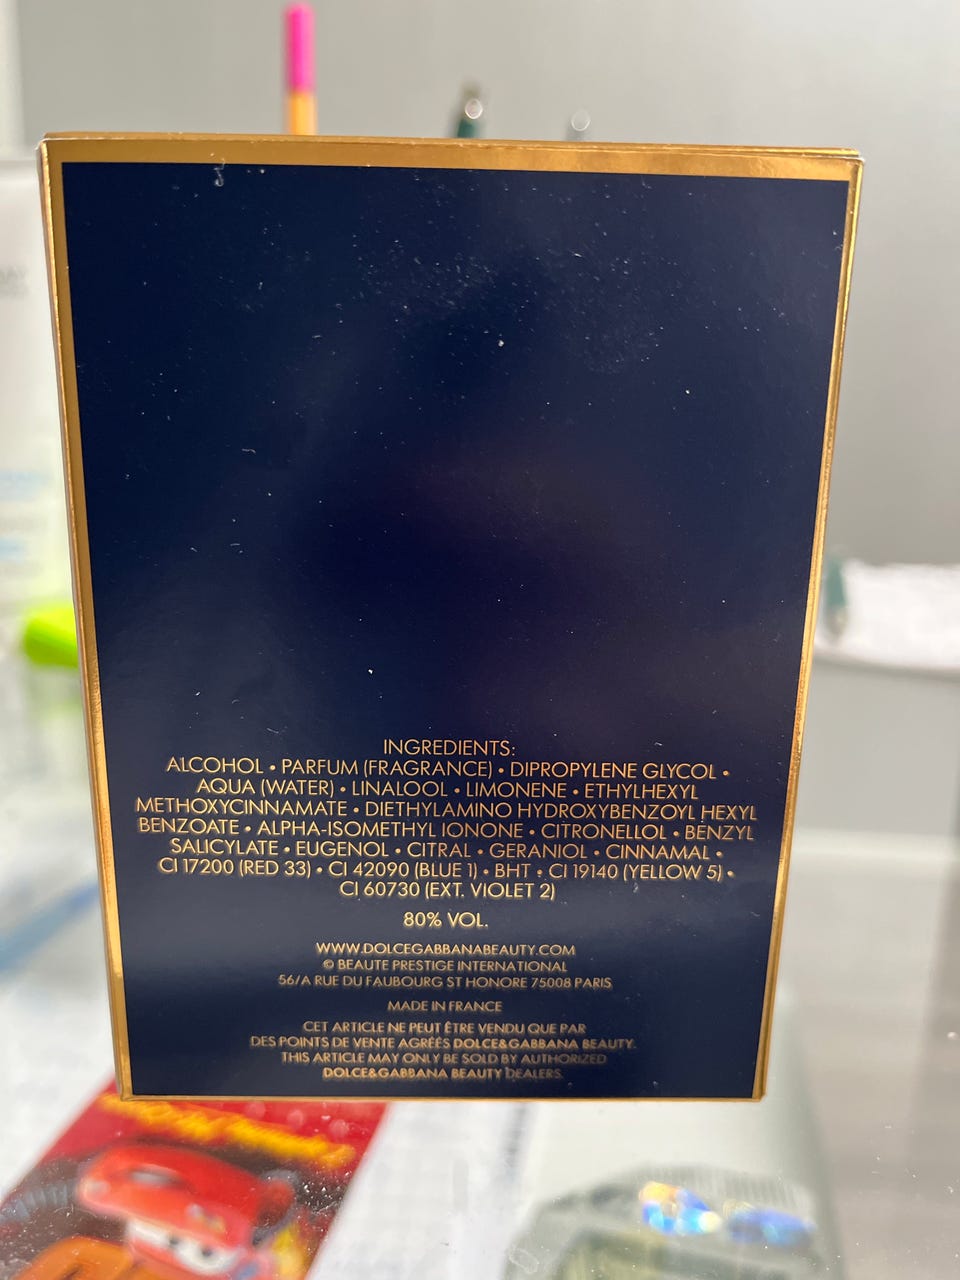 INGREDIENTS:
ALCOHOL • PARFUM (FRAGRANCE) • DIPROPYLENE GLYCOL •
AQUA (WATER) • LINALOOL • LIMONENE • ETHYLHEXYL
METHOXYCINNAMATE • DIETHYLAMINO HYDROXYBENZOYL HEXYL
BENZOATE • ALPHA-ISOMETHYL IONONE • CITRONELLOL • BENZYL
SALICYLATE • EUGENOL • CITRAL • GERANIOL • CINNAMAL •
CI 17200 (RED 33) • CI 42090 (BLUE 1) • BHT • CI 19140 (YELLOW 5) •
CI 60730 (EXT. VIOLET 2)
80% VOL.
WWW.DOLCEGABBANABEAUTY.COM
© BEAUTE PRESTIGE INTERNATIONAL
56/A RUE DU FAUBOURG ST HONORE 75008 PARIS
MADE IN FRANCE
CET ARTICLE NE PEUT ÊTRE VENDU QUE PAR
DES POINTS DE VENTE AGRÉÉS DOLCE&GABBANA BEAUTY.
THIS ARTICLE MAY ONLY BE SOLD BY AUTHORIZED
DOLCE&GABBANA BEAUTY DEALERS.